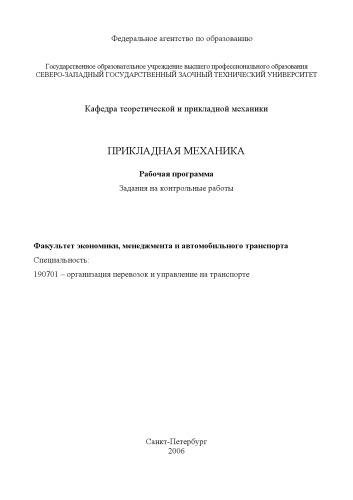 Федеральное агентство по образованию
Государственное образовательное учреждение высшего профессионального образования
СЕВЕРО-ЗАПАДНЫЙ ГОСУДАРСТВЕННЫЙ ЗАОЧНЫЙ ТЕХНИЧЕСКИЙ УНИВЕРСИТЕТ
Кафедра теоретической и прикладной механики
ПРИКЛАДНАЯ МЕХАНИКА
Рабочая программа
Задания на контрольные работы
Факультет экономики, менеджмента и автомобильного транспорта
Специальность:
190701 – организация перевозок и управление на транспорте
Санкт-Петербург
2006